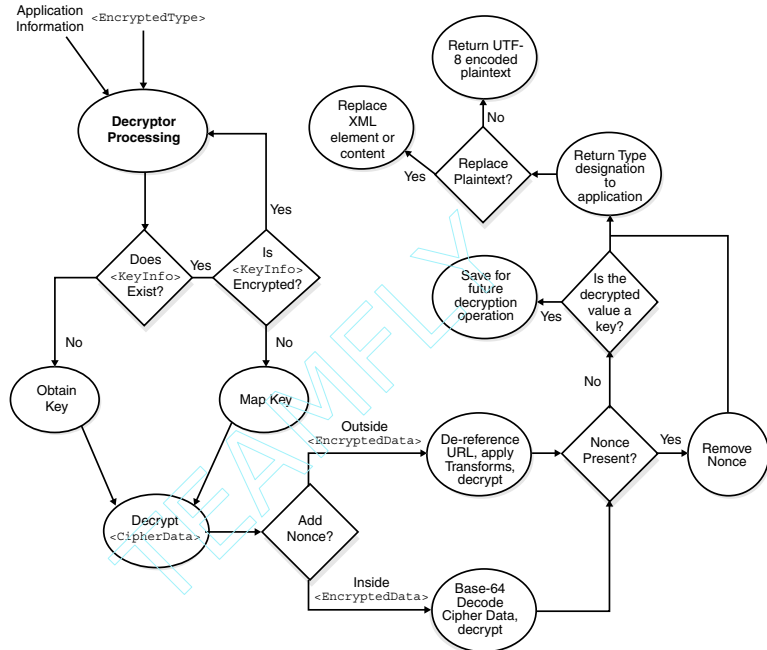 Application
Information
<EncryptedType>
Return UTF-
8 encoded
plaintext
Replace
XML
element or
content
Decryptor
Processing
No
Replace
Plaintext?
Yes
Return Type
designation
to
application
Yes
Does
<KeyInfo>
Exist?
Yes
Is
<KeyInfo>
Encrypted?
Save for
future
decryption
operation
Yes
Is the
decrypted
value a
key?
No
No
No
Obtain
Key
Map Key
Outside
<EncryptedData>
De-reference
URL, apply
Transforms,
decrypt
Nonce
Present?
Yes
Remove
Nonce
Decrypt
<CipherData>
Add
Nonce?
Inside
<EncryptedData>
Base-64
Decode
Cipher Data,
decrypt
TEAMFLY